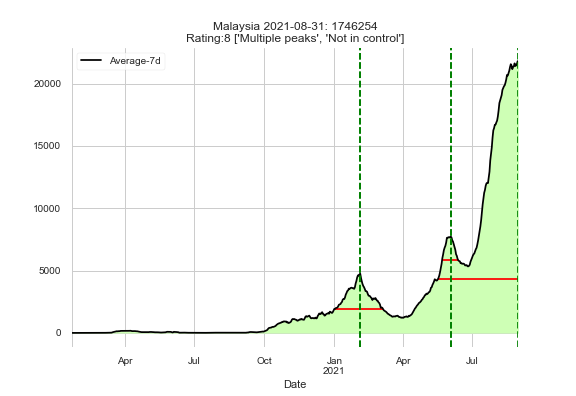 Malaysia 2021-08-31: 1746254
Rating:8 ['Multiple peaks', 'Not in control']
Average-7d
20000
15000
10000
5000
0
Apr Jul Oct Jan Apr Jul
2021
Date